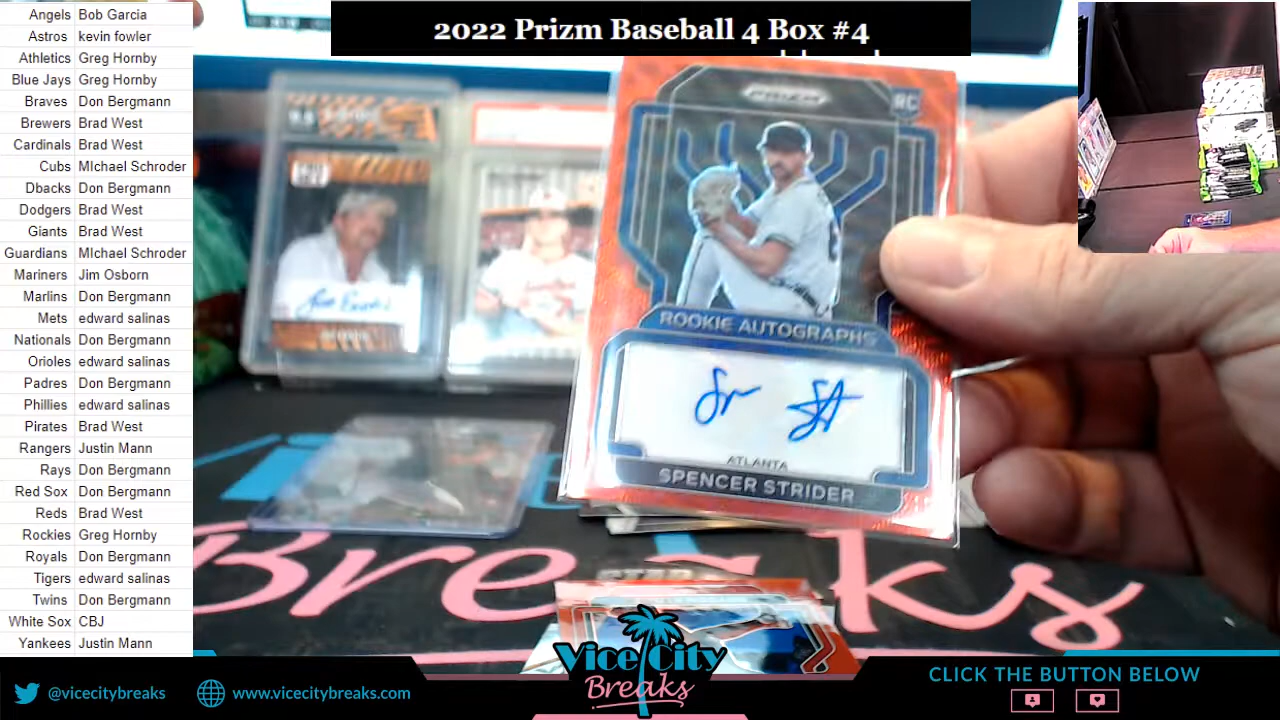 2022 Prizm Baseball 4 Box #4
Angels Bob Garcia
Astros kevin fowler
Athletics Greg Hornby
Blue Jays Greg Hornby
Braves Don Bergmann
Brewers Brad West
Cardinals Brad West
Cubs MIchael Schroder
Dbacks Don Bergmann
Dodgers Brad West
Giants Brad West
Guardians MIchael Schroder
Mariners Jim Osborn
Marlins Don Bergmann
Mets edward salinas
Nationals Don Bergmann
Orioles edward salinas
Padres Don Bergmann
Phillies edward salinas
Pirates Brad West
Rangers Justin Mann
Rays Don Bergmann
Red Sox Don Bergmann
Reds Brad West
Rockies Greg Hornby
Royals Don Bergmann
Tigers edward salinas
Twins Don Bergmann
White Sox CBJ
Yankees Justin Mann
PRIZM
RC
ROOKIE AUTOGRAPHS
ATLANTA
SPENCER STRIDER
Breaks
Vice City
Breaks
@vicecitybreaks
www.vicecitybreaks.com
CLICK THE BUTTON BELOW